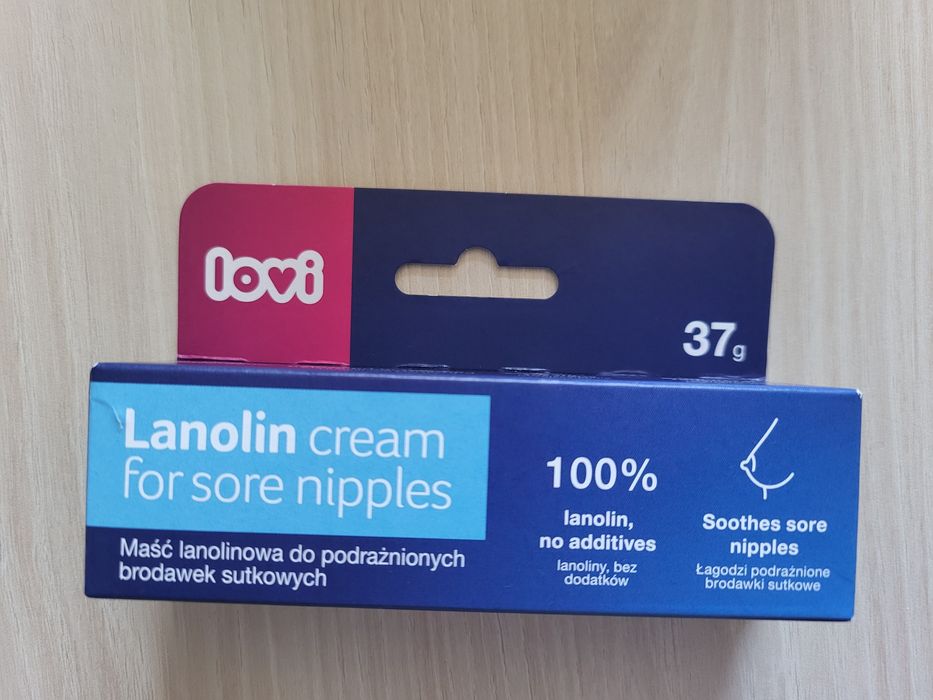 lovi
37g
Lanolin cream
for sore nipples
Maść lanolinowa do podrażnionych
brodawek sutkowych
100%
lanolin,
no additives
lanoliny, bez
dodatków
Soothes sore
nipples
Łagodzi podrażnione
brodawki sutkowe